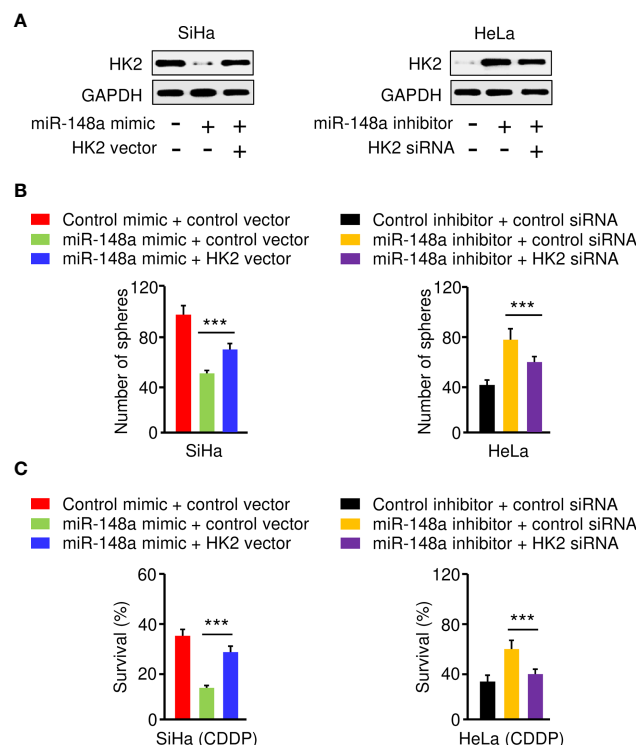 A
SiHa
HK2
GAPDH
miR-148a mimic - + +
HK2 vector - - +
HeLa
HK2
GAPDH
miR-148a inhibitor - + +
HK2 siRNA - - +
B
Control mimic + control vector
miR-148a mimic + control vector
miR-148a mimic + HK2 vector
Number of spheres
120
80
40
0
***
SiHa
Control inhibitor + control siRNA
miR-148a inhibitor + control siRNA
miR-148a inhibitor + HK2 siRNA
Number of spheres
120
80
40
0
***
HeLa
C
Control mimic + control vector
miR-148a mimic + control vector
miR-148a mimic + HK2 vector
Survival (%)
60
40
20
0
***
SiHa (CDDP)
Control inhibitor + control siRNA
miR-148a inhibitor + control siRNA
miR-148a inhibitor + HK2 siRNA
Survival (%)
120
80
40
0
***
HeLa (CDDP)